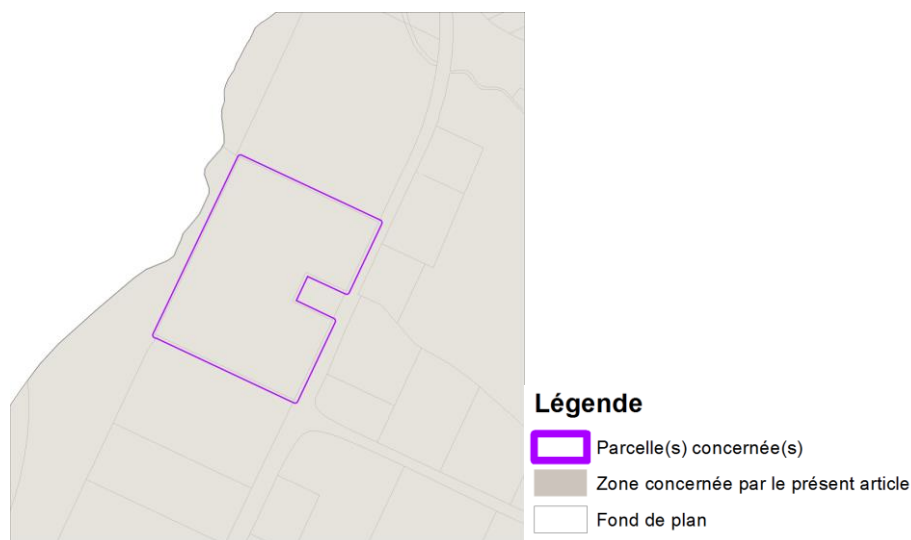 Légende
Parcelle(s) concernée(s)
Zone concernée par le présent article
Fond de plan